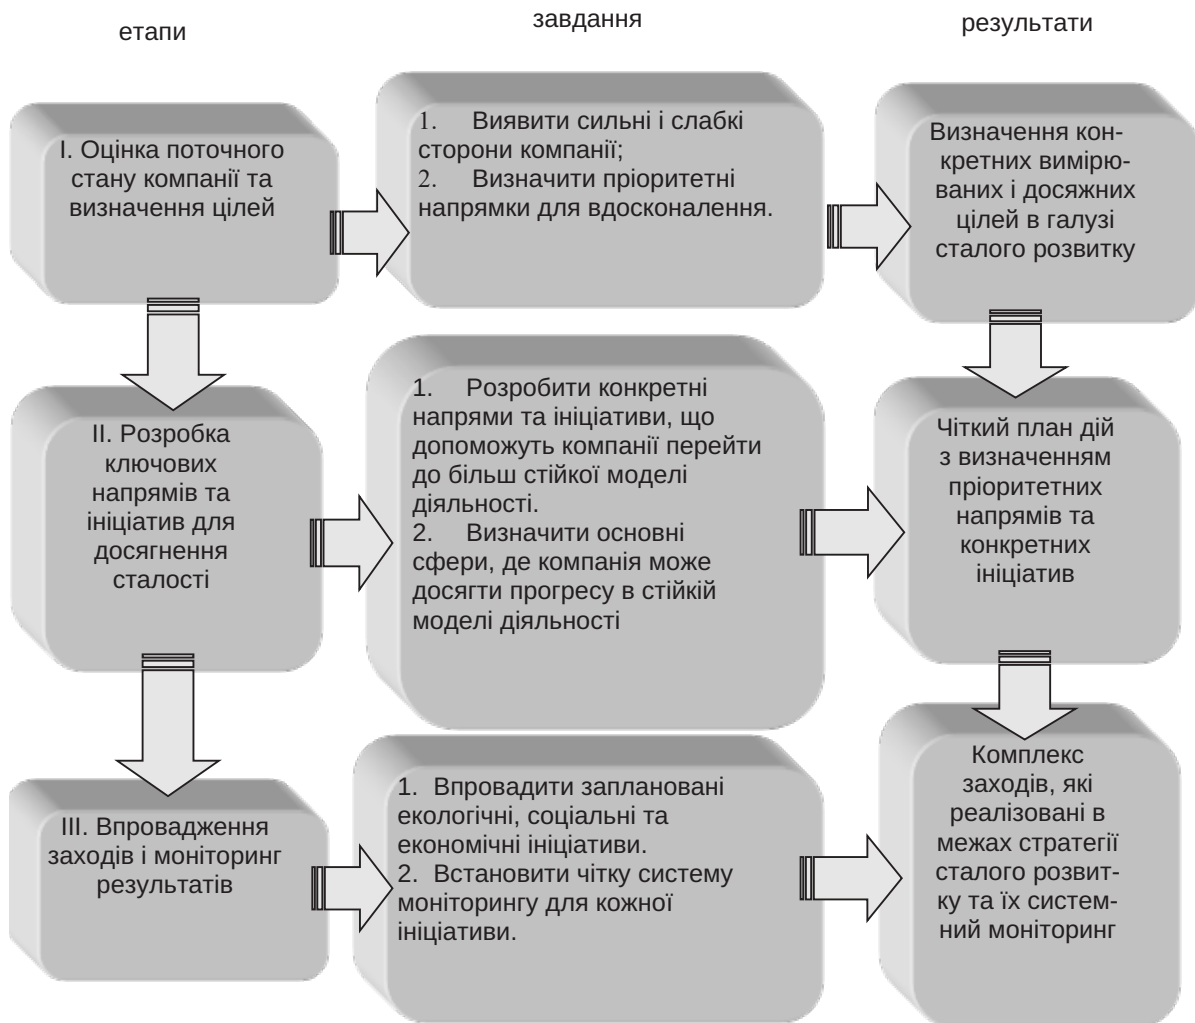 етапи
завдання
результати
І. Оцінка поточного
стану компанії та
визначення цілей
1. Виявити сильні і слабкі
сторони компанії;
2. Визначити пріоритетні
напрямки для вдосконалення.
Визначення кон-
кретних вимірю-
ваних і досяжних
цілей в галузі
сталого розвитку
ІІ. Розробка
ключових
напрямів та
ініціатив для
досягнення
сталості
1. Розробити конкретні
напрями та ініціативи, що
допоможуть компанії перейти
до більш стійкої моделі
діяльності.
2. Визначити основні
сфери, де компанія може
досягти прогресу в стійкій
моделі діяльності
Чіткий план дій
з визначенням
пріоритетних
напрямів та
конкретних
ініціатив
ІІІ. Впровадження
заходів і моніторинг
результатів
1. Впровадити заплановані
екологічні, соціальні та
економічні ініціативи.
2. Встановити чітку систему
моніторингу для кожної
ініціативи.
Комплекс
заходів, які
реалізовані в
межах стратегії
сталого розвит-
ку та їх систем-
ний моніторинг